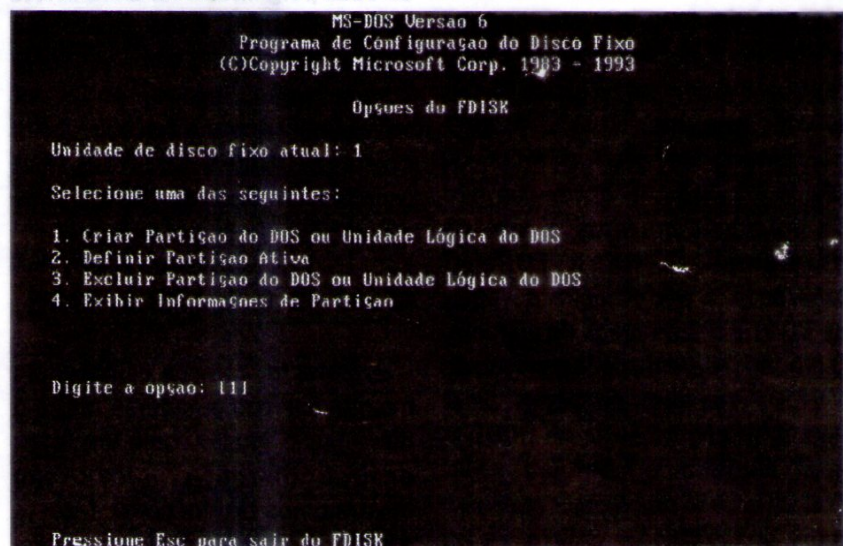 MS-DOS Versao 6
Programa de Configuraçao do Disco Fixo
(C)Copyright Microsoft Corp. 1983 - 1993
Opçoes do FDISK
Unidade de disco fixo atual: 1
Selecione uma das seguintes:
1. Criar Partiçao do DOS ou Unidade Lógica do DOS
2. Definir Partiçao Ativa
3. Excluir Partiçao do DOS ou Unidade Lógica do DOS
4. Exibir Informaçoes de Partiçao
Digite a opçao: [1]
Pressione Esc para sair do FDISK